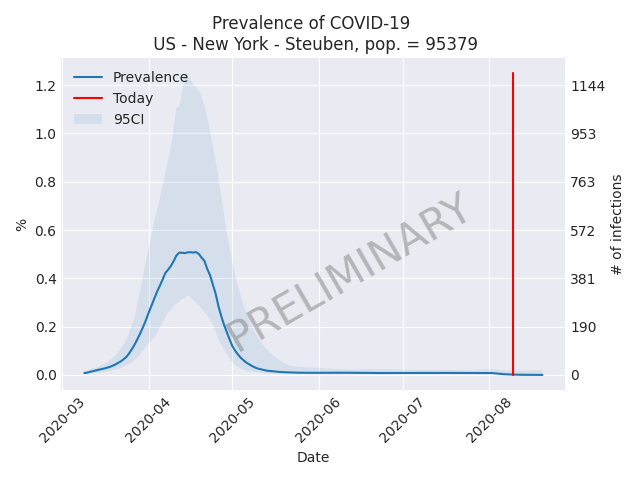 Prevalence of COVID-19
US - New York - Steuben, pop. = 95379
Prevalence
Today
95CI
1.2
1.0
0.8
0.6
0.4
0.2
0.0
%
1144
953
763
572
381
190
0
# of infections
PRELIMINARY
2020-03
2020-04
2020-05
2020-06
2020-07
2020-08
Date